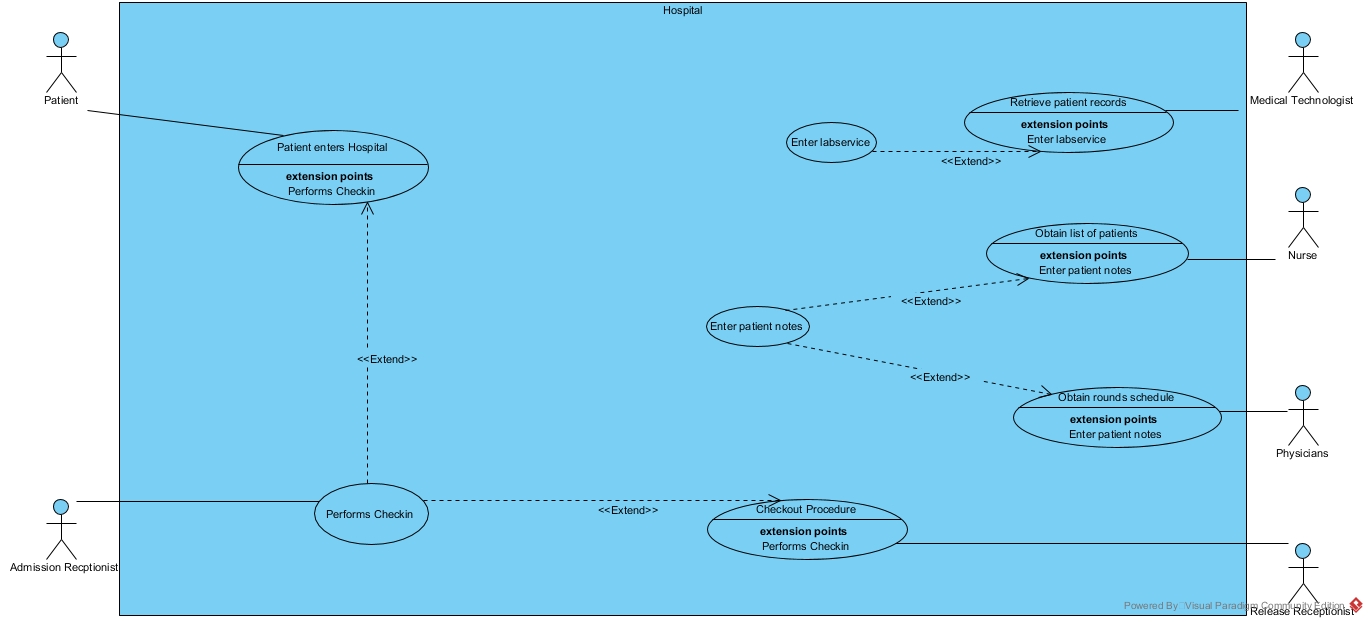 Hospital
Patient
Medical Technologist
Retrieve patient records
extension points
Enter labservice
Enter labservice
<<Extend>>
Patient enters Hospital
extension points
Performs Checkin
Obtain list of patients
extension points
Enter patient notes
Nurse
<<Extend>>
Enter patient notes
<<Extend>>
<<Extend>>
Obtain rounds schedule
extension points
Enter patient notes
Physicians
Performs Checkin
<<Extend>>
Checkout Procedure
extension points
Performs Checkin
Admission Recptionist
Powered By Visual Paradigm Community Edition
Release Receptionist